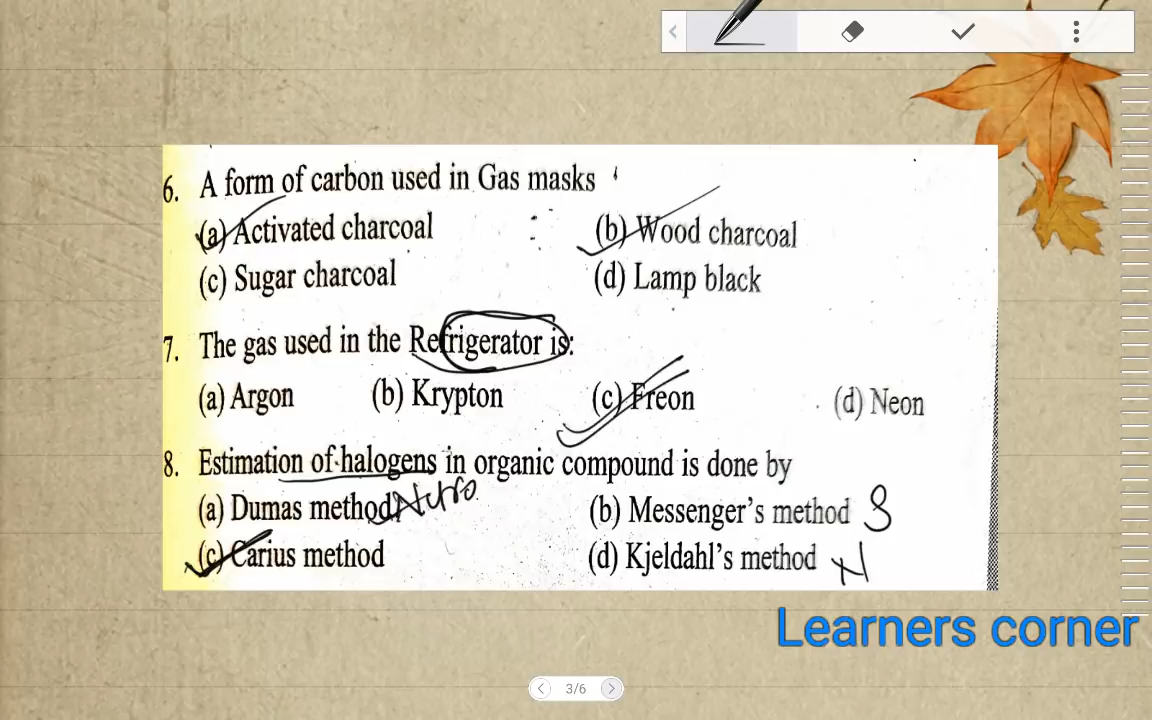 6. A form of carbon used in Gas masks
(a) Activated charcoal (b) Wood charcoal
(c) Sugar charcoal (d) Lamp black
7. The gas used in the Refrigerator is:
(a) Argon (b) Krypton (c) Freon (d) Neon
8. Estimation of halogens in organic compound is done by
(a) Dumas method Nitro (b) Messenger's method S
(c) Carius method (d) Kjeldahl's method N
Learners corner
3/6